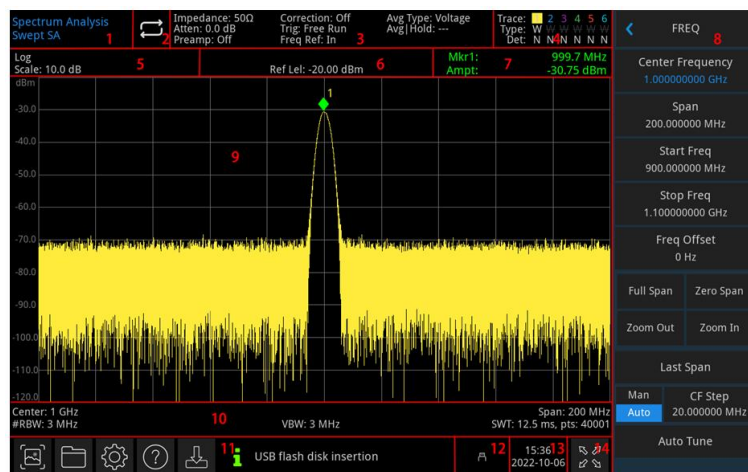 Spectrum Analysis
Swept SA
1
2
Impedance: 50Ω
Atten: 0.0 dB
Preamp: Off
Correction: Off
Trig: Free Run
Freq Ref: In
3
Avg Type: Voltage
Avg|Hold: ---
Trace: 1 2 3 4 5 6
Type: W W W W W W
Det: N N N N N N
4
FREQ
8
Log
Scale: 10.0 dB
5
Ref Lel: -20.00 dBm
6
Mkr1: 999.7 MHz
Ampt: -30.75 dBm
7
dBm
-30.0
-40.0
-50.0
-60.0
-70.0
-80.0
-90.0
-100.0
-110.0
-120.0
1
9
Center Frequency
1.000000000 GHz
Span
200.000000 MHz
Start Freq
900.000000 MHz
Stop Freq
1.100000000 GHz
Freq Offset
0 Hz
Full Span
Zero Span
Zoom Out
Zoom In
Last Span
Man
Auto
CF Step
20.000000 MHz
Auto Tune
Center: 1 GHz
#RBW: 3 MHz
10
VBW: 3 MHz
Span: 200 MHz
SWT: 12.5 ms, pts: 40001
?
11
i
USB flash disk insertion
12
15:36
2022-10-06
13
14